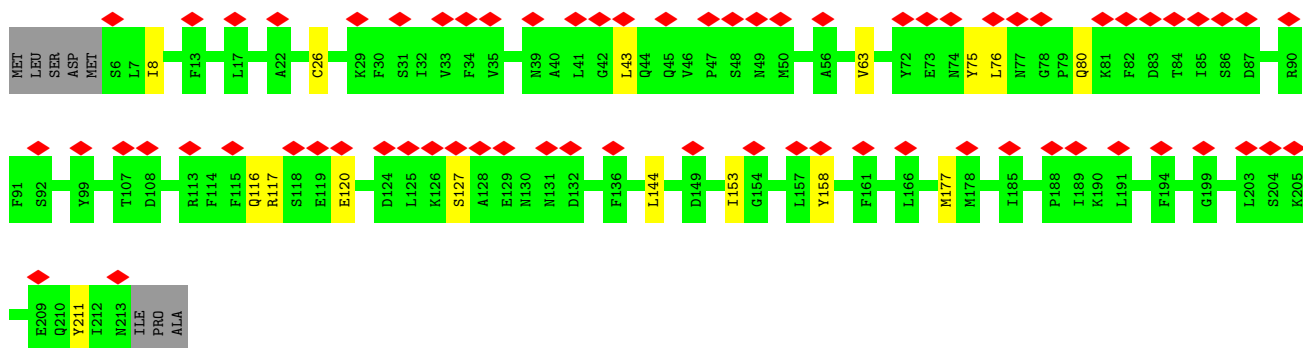 MET LEU SER ASP MET S6 L7 I8 F13 L17 A22 C26 K29 F30 S31 I32 V33 F34 V35 N39 A40 L41 G42 L43 Q44 Q45 V46 P47 S48 N49 M50 A56 V63 Y72 E73 N74 Y75 L76 N77 G78 P79 Q80 K81 F82 D83 T84 I85 S86 D87 R90
F91 S92 Y99 T107 D108 R113 F114 F115 Q116 R117 S118 E119 E120 D124 L125 K126 S127 A128 E129 N130 N131 D132 F136 L144 D149 I153 G154 L157 Y158 F161 L166 M177 M178 I185 P188 I189 K190 L191 F194 G199 L203 S204 K205
E209 Q210 Y211 I212 N213 ILE PRO ALA